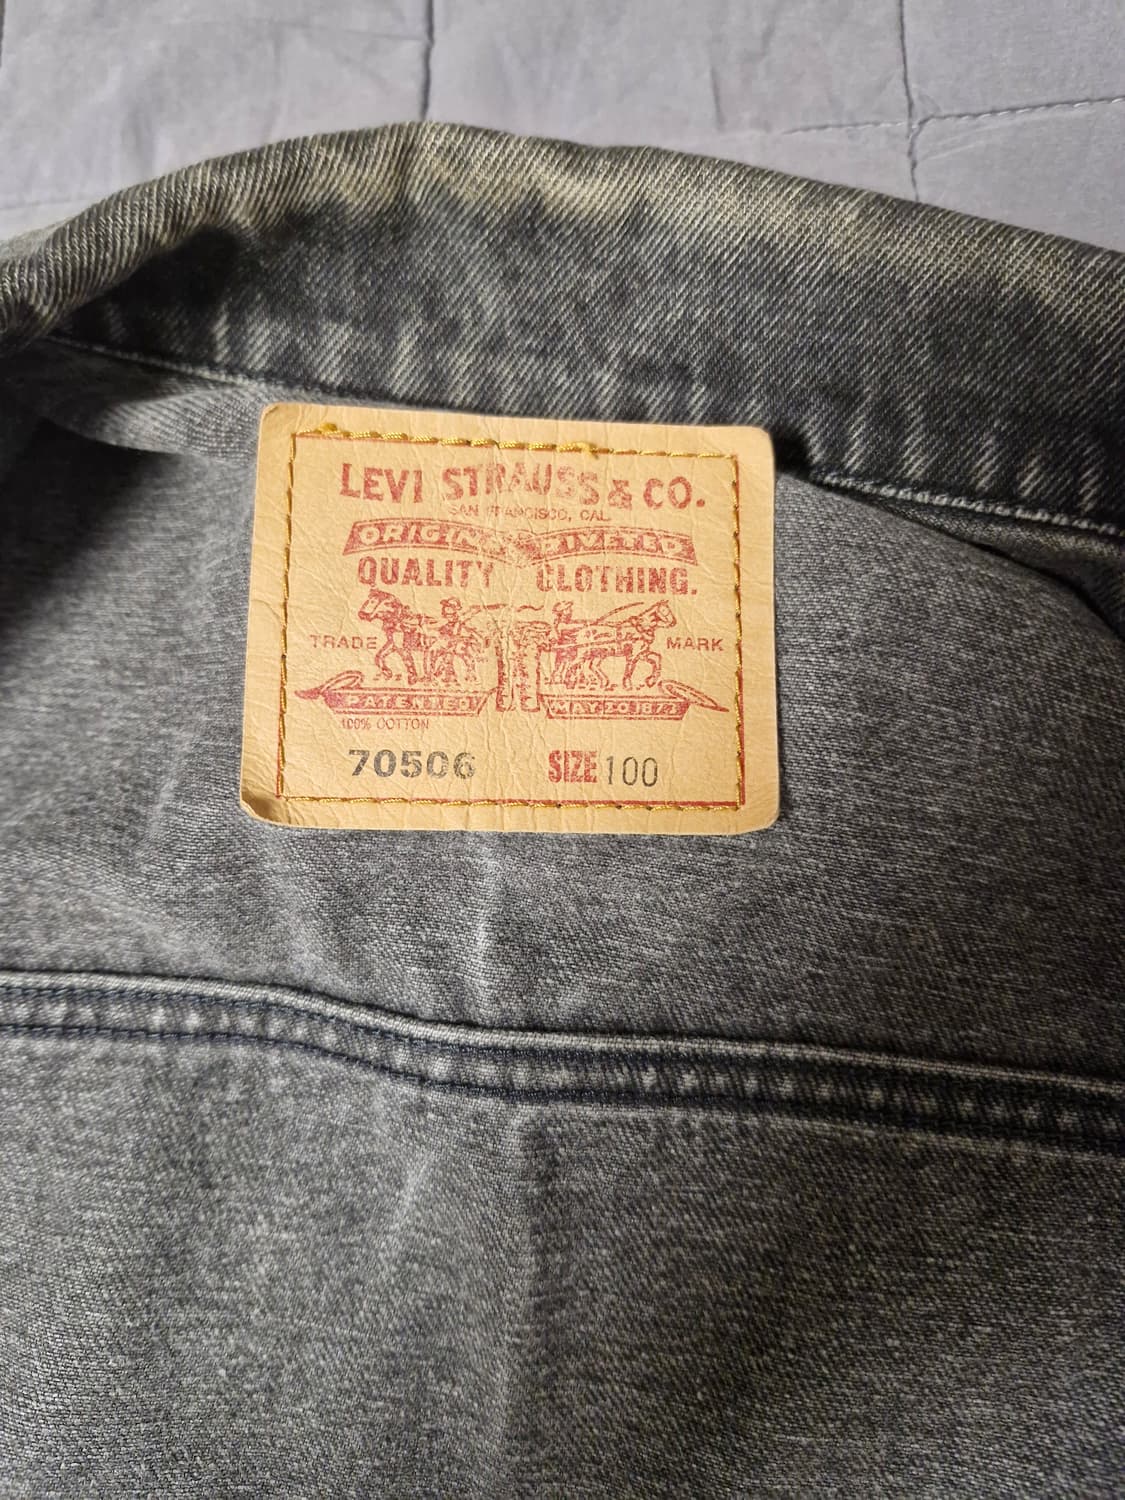 LEVI STRAUSS & CO.
SAN FRANCISCO, CAL.
ORIGINAL RIVETED
QUALITY CLOTHING.
TRADE MARK
PATENTED MAY 20 1873
100% COTTON
70506 SIZE 100